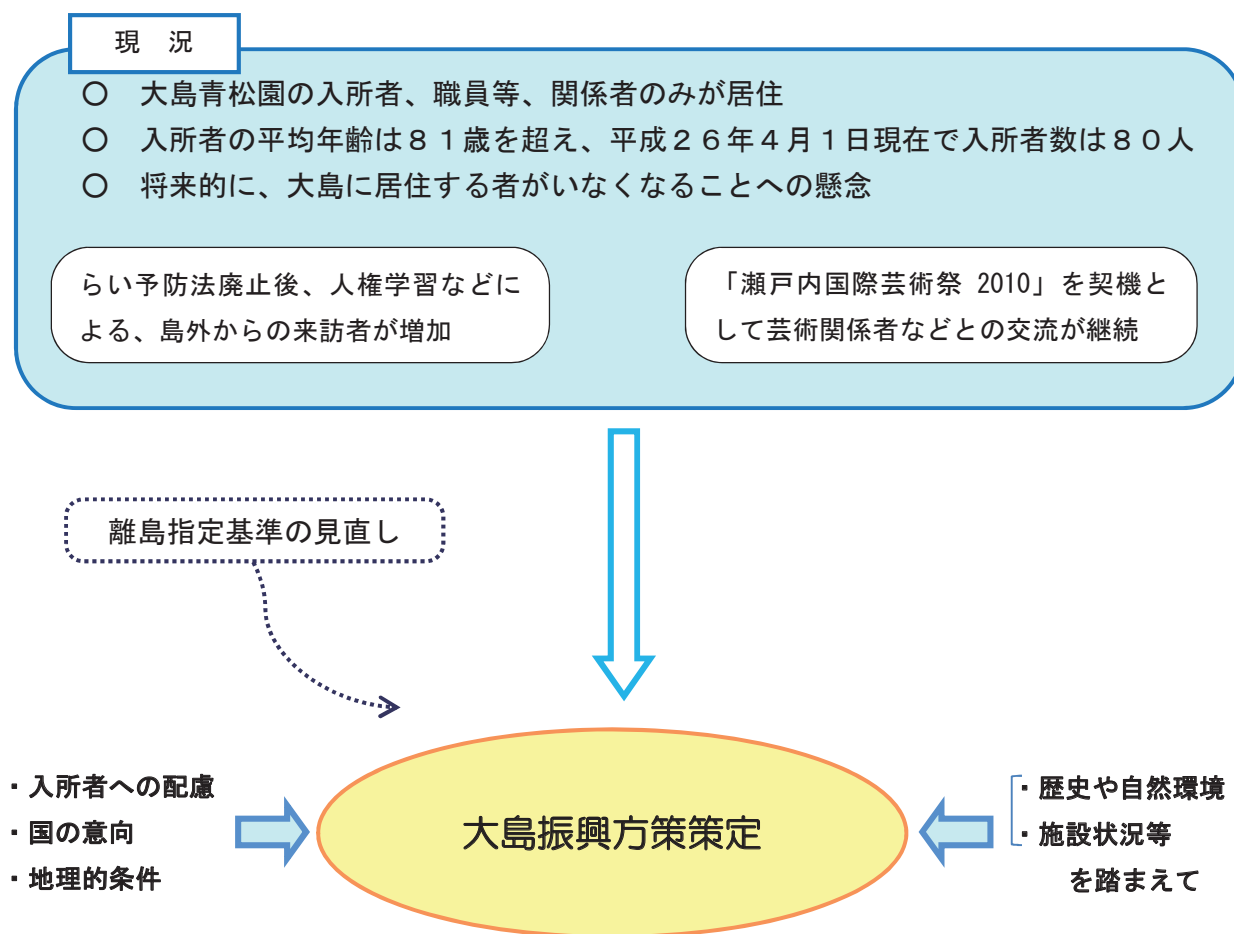 現 況
○ 大島青松園の入所者、職員等、関係者のみが居住
○ 入所者の平均年齢は81歳を超え、平成26年4月1日現在で入所者数は80人
○ 将来的に、大島に居住する者がいなくなることへの懸念
らい予防法廃止後、人権学習などに
よる、島外からの来訪者が増加
「瀬戸内国際芸術祭 2010」を契機と
して芸術関係者などとの交流が継続
離島指定基準の見直し
・入所者への配慮
・国の意向
・地理的条件
大島振興方策策定
・歴史や自然環境
・施設状況等
を踏まえて